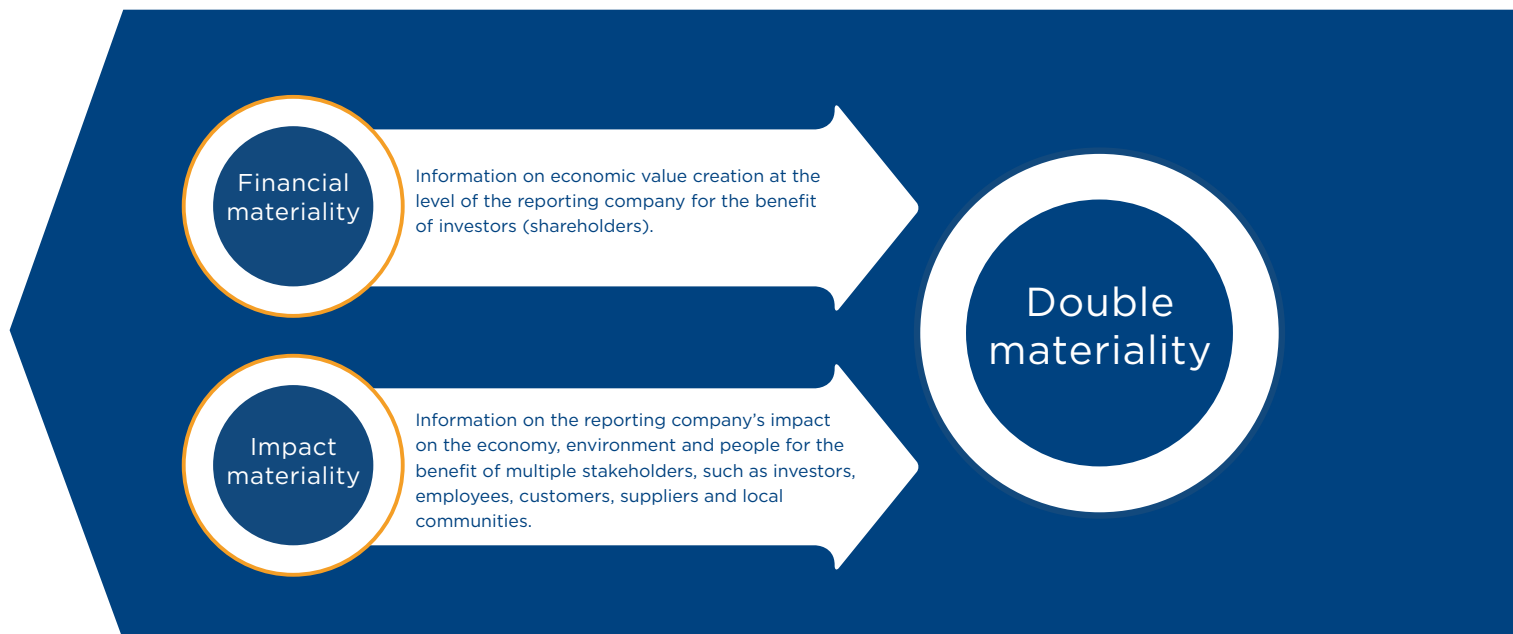 Financial
materiality
Information on economic value creation at the
level of the reporting company for the benefit
of investors (shareholders).
Impact
materiality
Information on the reporting company’s impact
on the economy, environment and people for the
benefit of multiple stakeholders, such as investors,
employees, customers, suppliers and local
communities.
Double
materiality